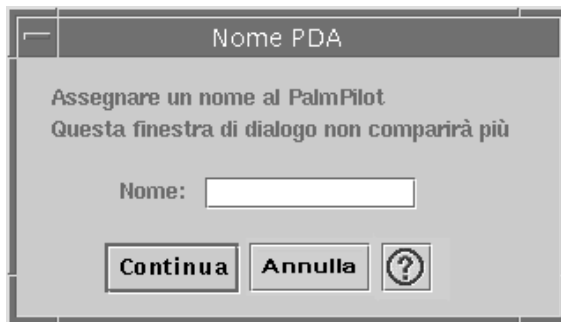 Nome PDA
Assegnare un nome al PalmPilot
Questa finestra di dialogo non comparirà più
Nome:
Continua Annulla ?